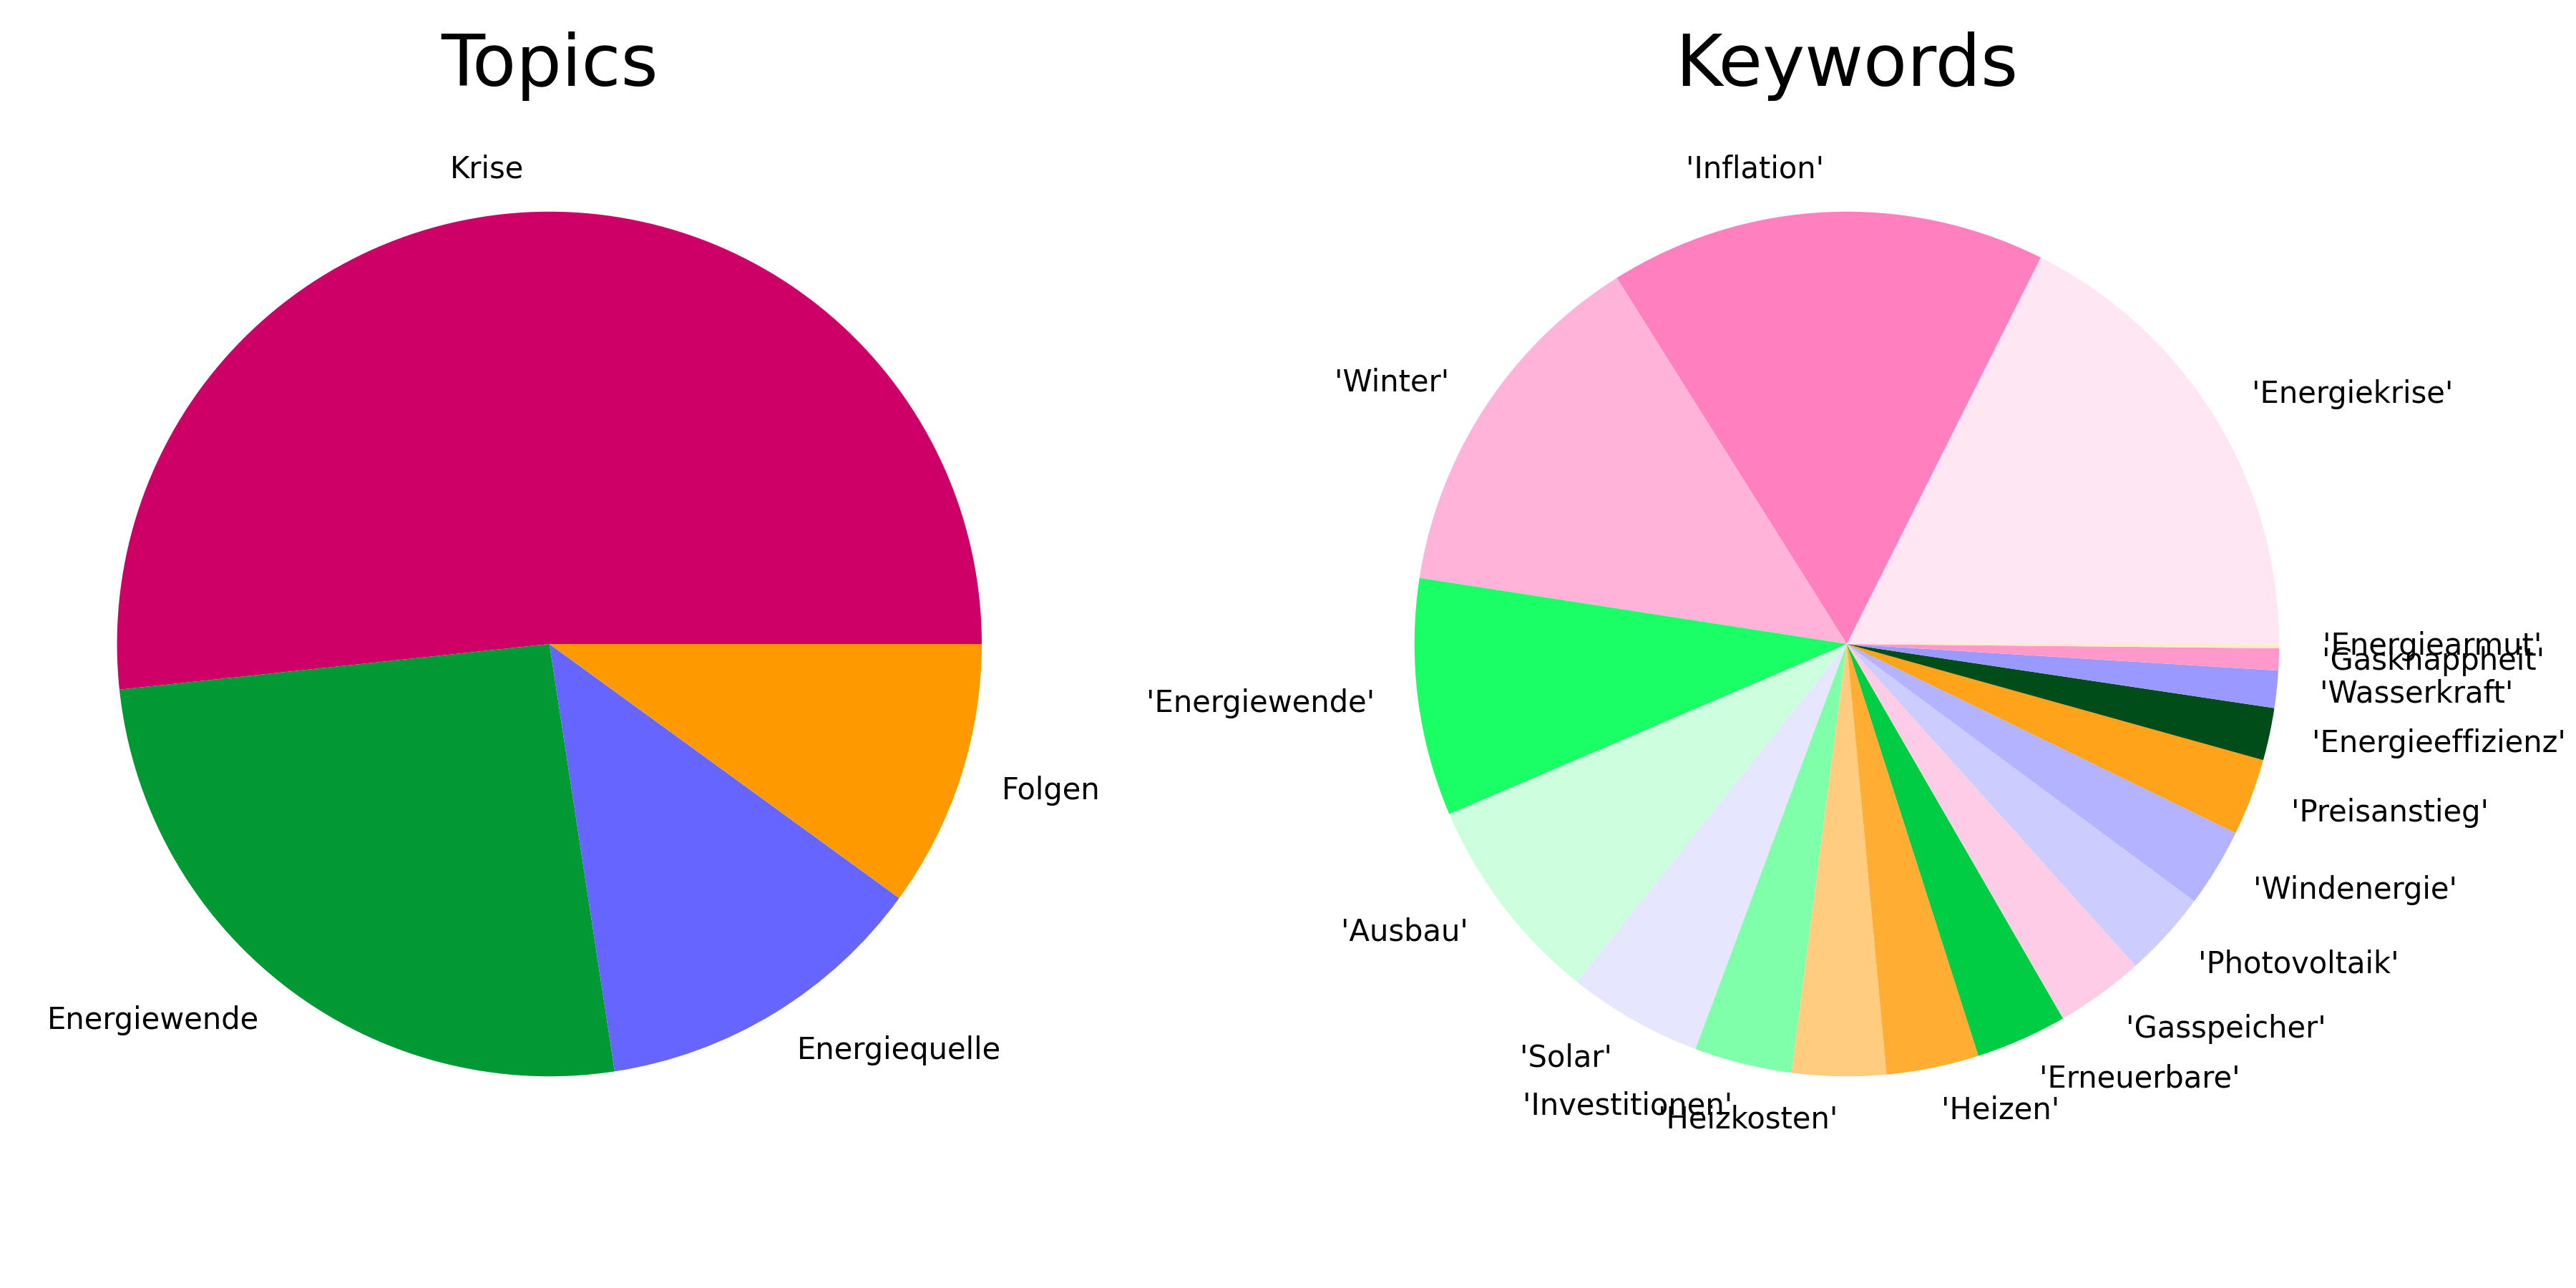 Topics
Krise
Energiewende
Energiequelle
Folgen
Keywords
'Inflation'
'Energiekrise'
'Winter'
'Energiewende'
'Ausbau'
'Solar'
'Investitionen'
'Heizkosten'
'Heizen'
'Erneuerbare'
'Gasspeicher'
'Photovoltaik'
'Windenergie'
'Preisanstieg'
'Energieeffizienz'
'Wasserkraft'
'Gasknappheit'
'Energiearmut'